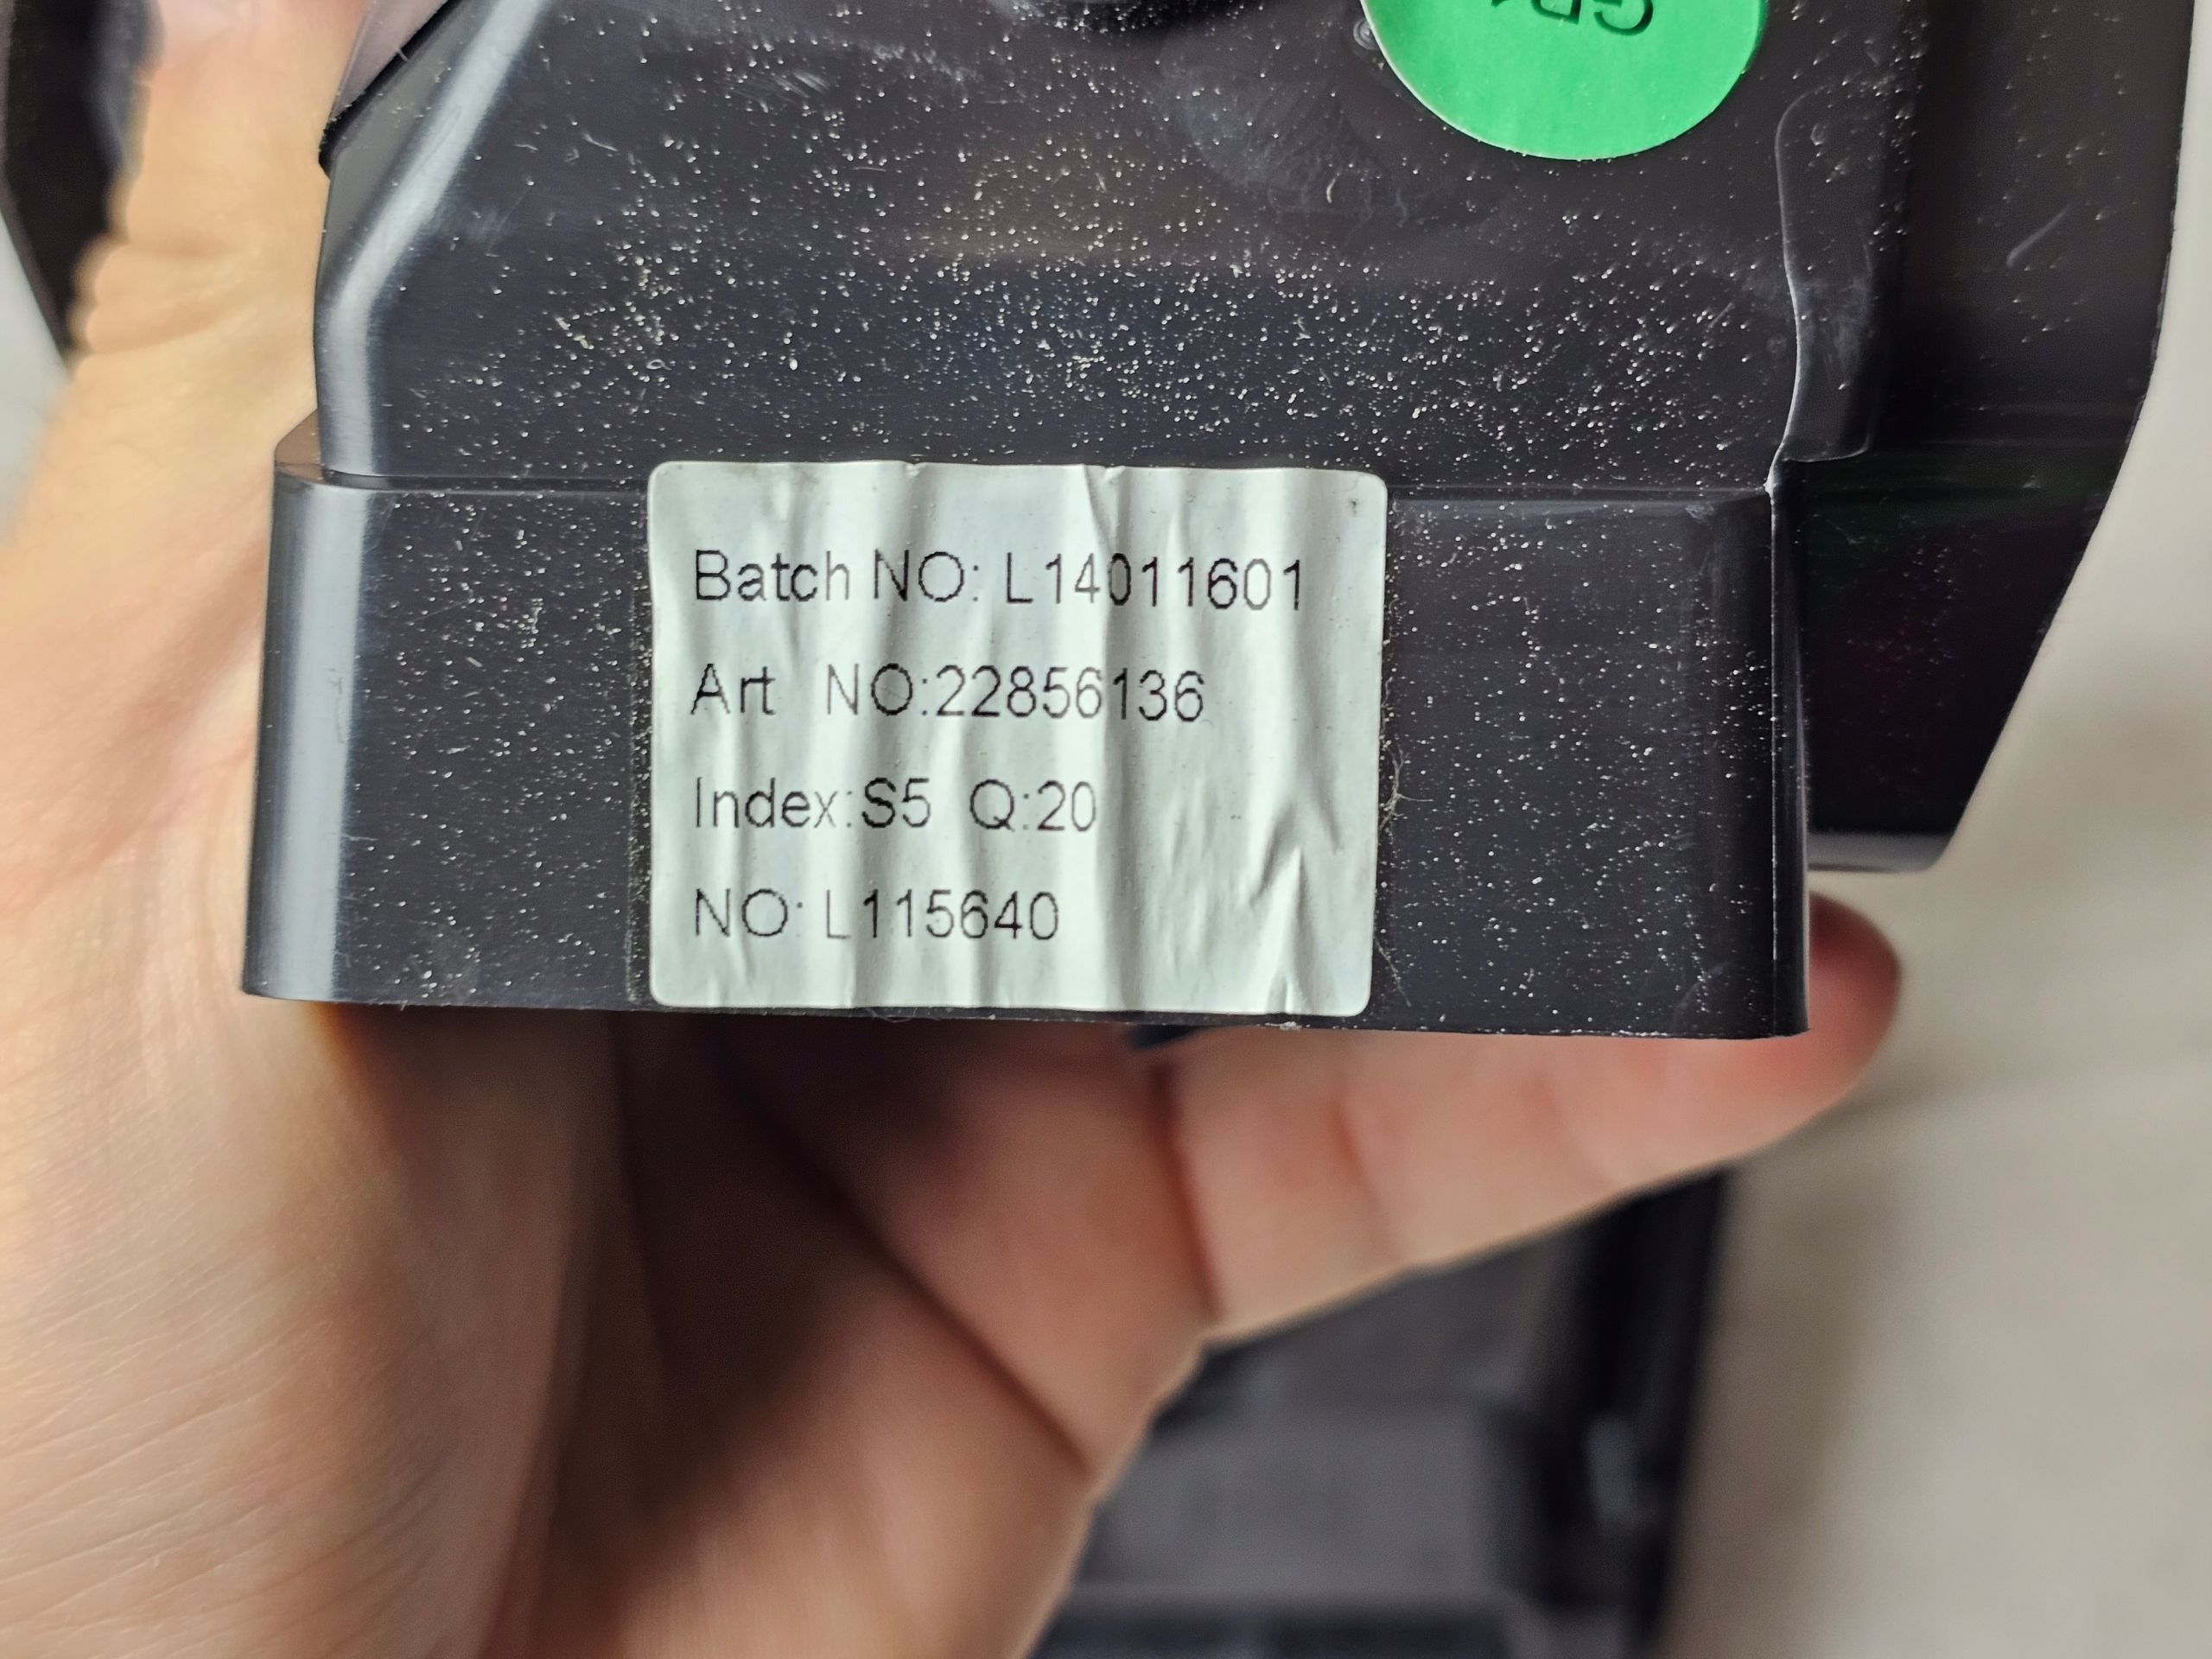 Batch NO: L14011601
Art NO:22856136
Index:S5 Q:20
NO: L115640